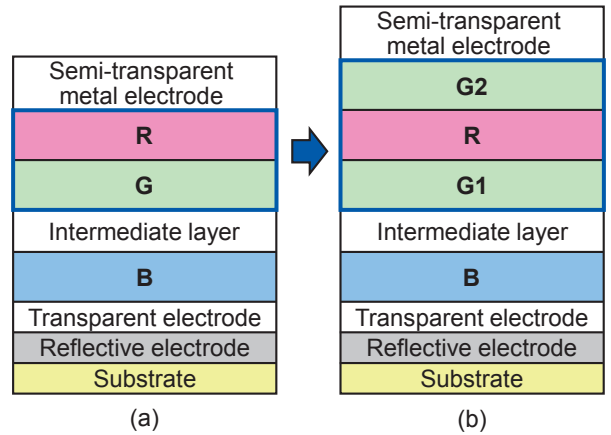 Semi-transparent
metal electrode
R
G
Intermediate layer
B
Transparent electrode
Reflective electrode
Substrate
(a)
Semi-transparent
metal electrode
G2
R
G1
Intermediate layer
B
Transparent electrode
Reflective electrode
Substrate
(b)